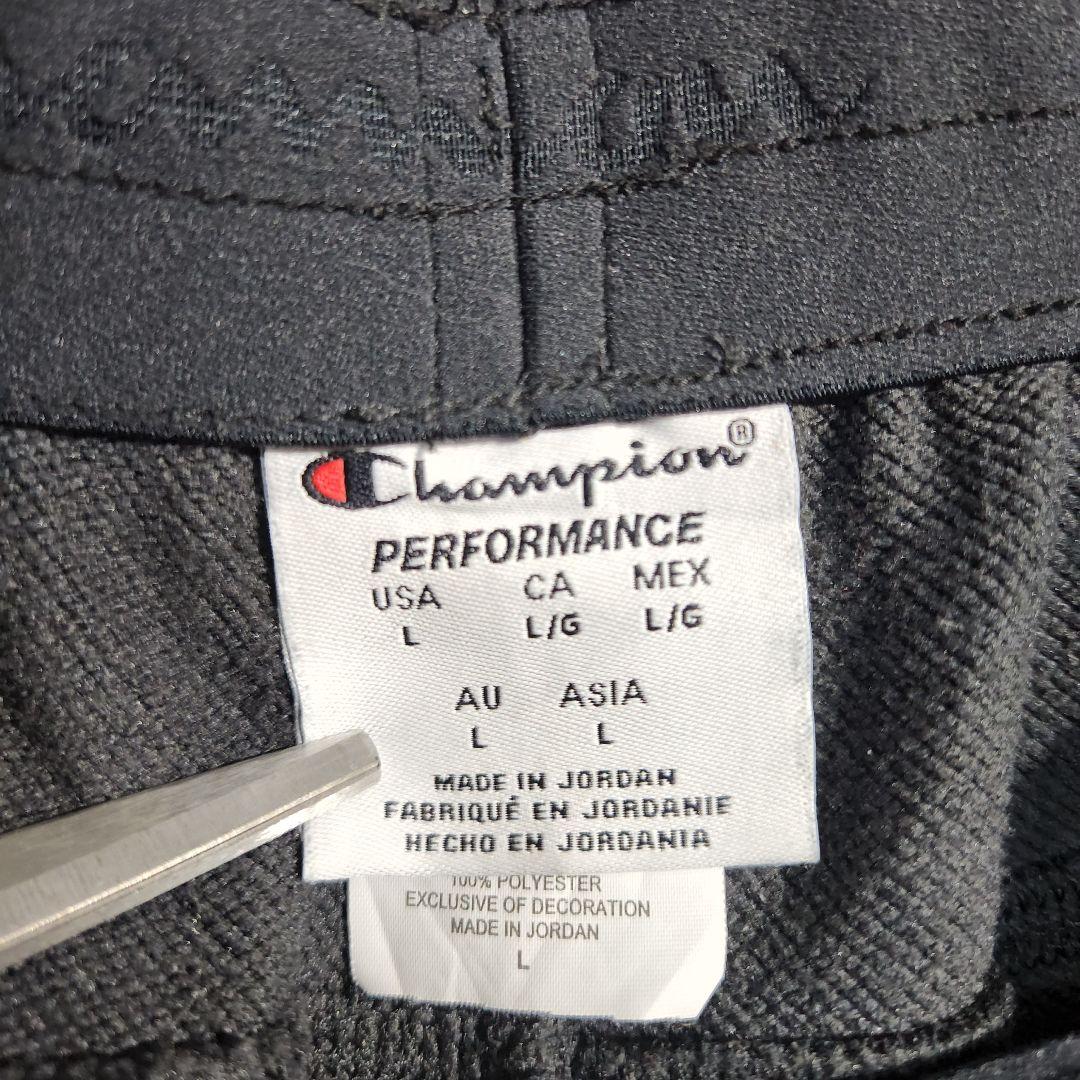 Champion®
PERFORMANCE
USA CA MEX
L L/G L/G
AU ASIA
L L
MADE IN JORDAN
FABRIQUÉ EN JORDANIE
HECHO EN JORDANIA
100% POLYESTER
EXCLUSIVE OF DECORATION
MADE IN JORDAN
L